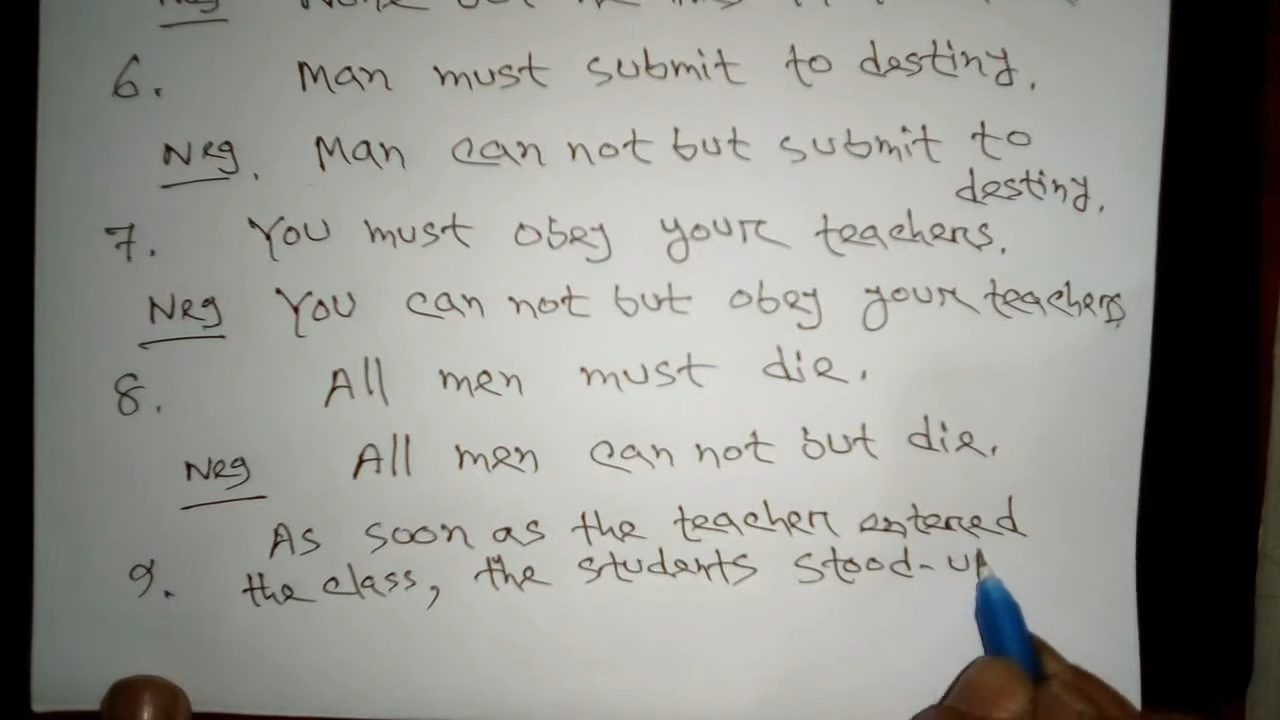 6. Man must submit to destiny.
Neg. Man can not but submit to
destiny.
7. You must obey your teachers.
Neg You can not but obey your teachers
8. All men must die.
Neg All men can not but die.
As soon as the teacher entered
9. the class, the students stood-up